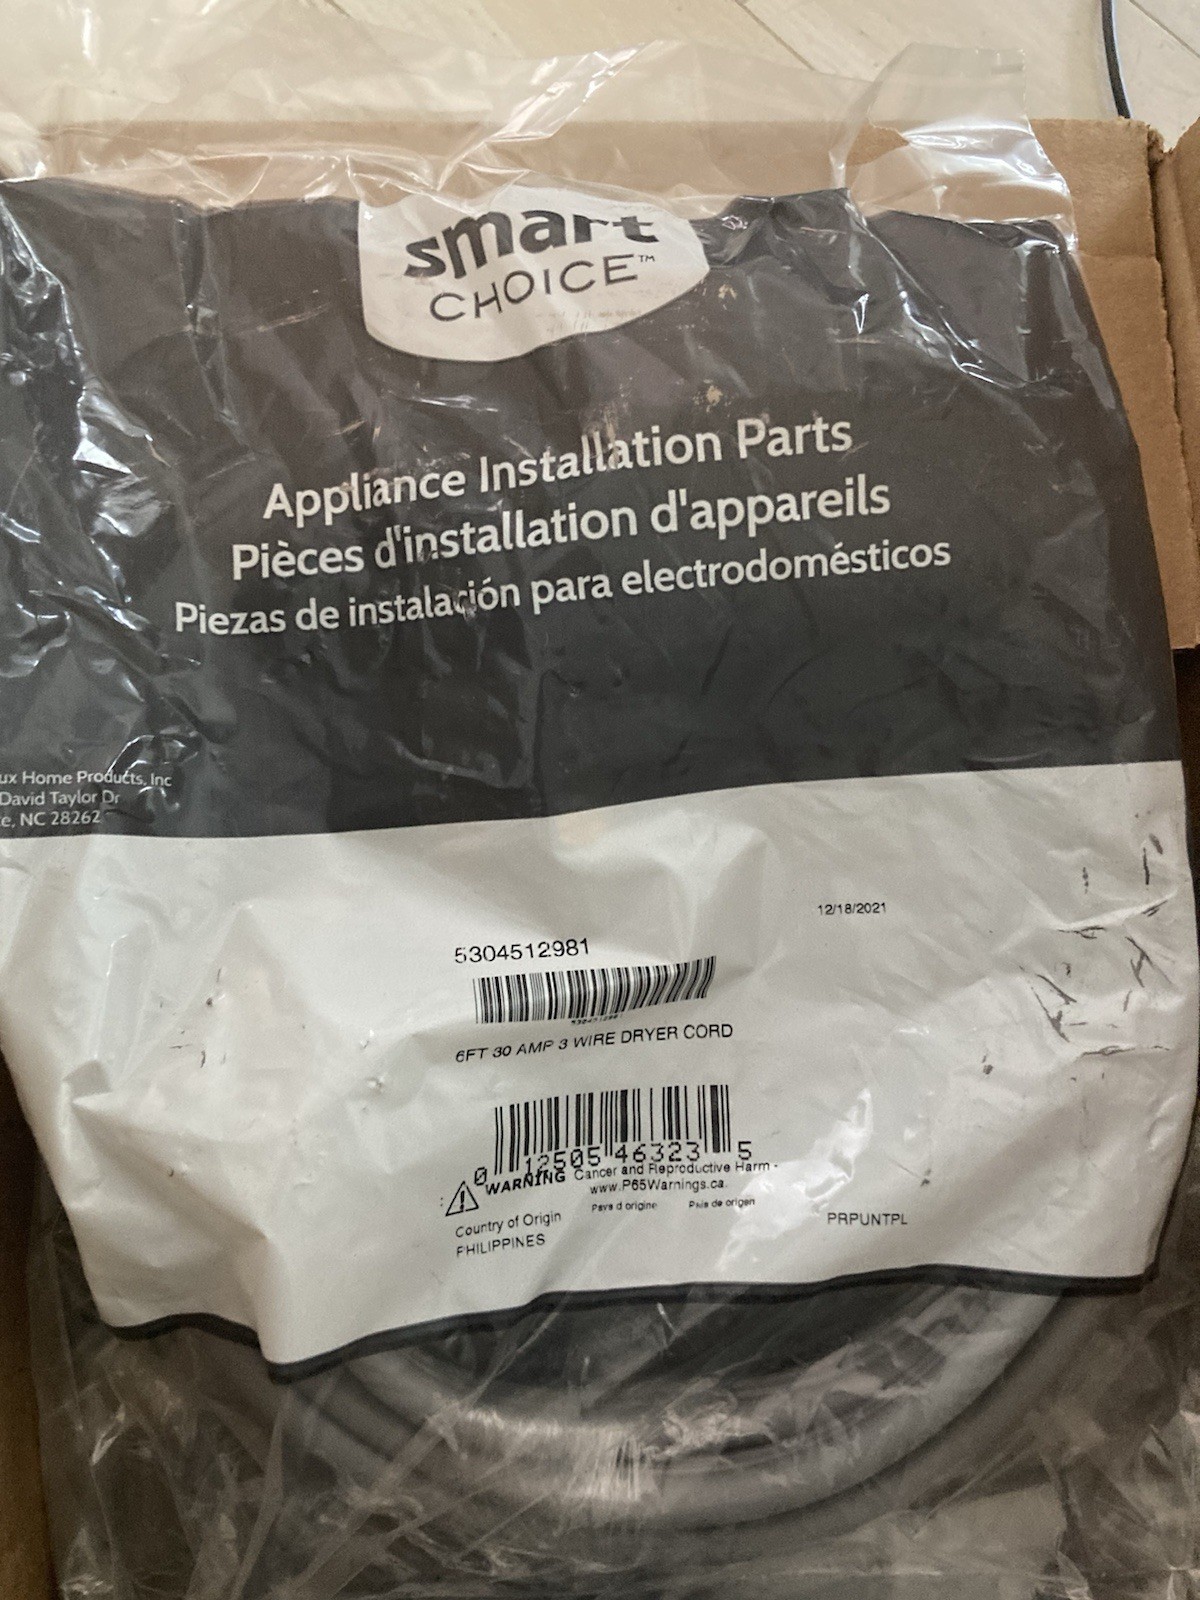 smart
CHOICE™
Appliance Installation Parts
Pièces d'installation d'appareils
Piezas de instalación para electrodomésticos
ux Home Products, Inc
David Taylor Dr
e, NC 28262
12/18/2021
5304512981
6FT 30 AMP 3 WIRE DRYER CORD
0 12505 46323 5
WARNING Cancer and Reproductive Harm -
www.P65Warnings.ca.
Country of Origin Pays d origine Pais de origen
PHILIPPINES
PRPUNTPL